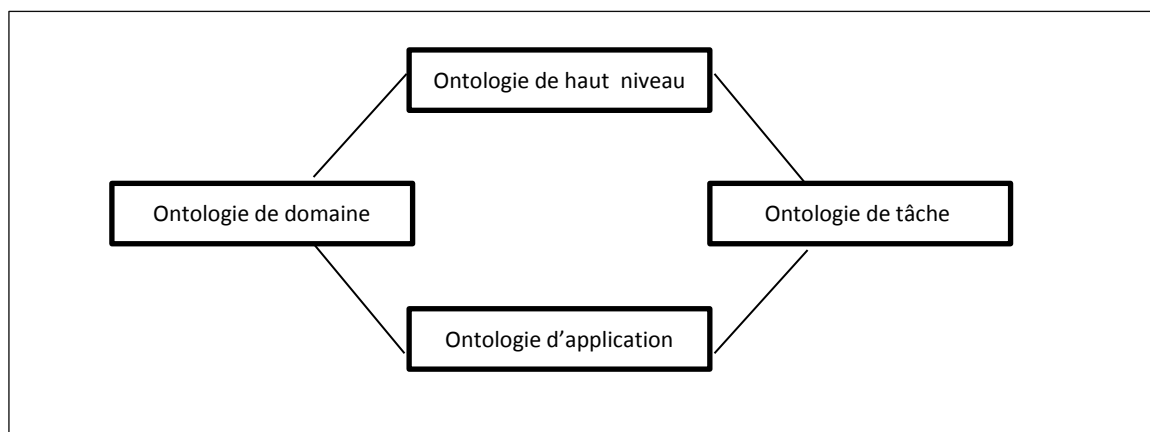 Ontologie de haut niveau
Ontologie de domaine
Ontologie de tâche
Ontologie d’application